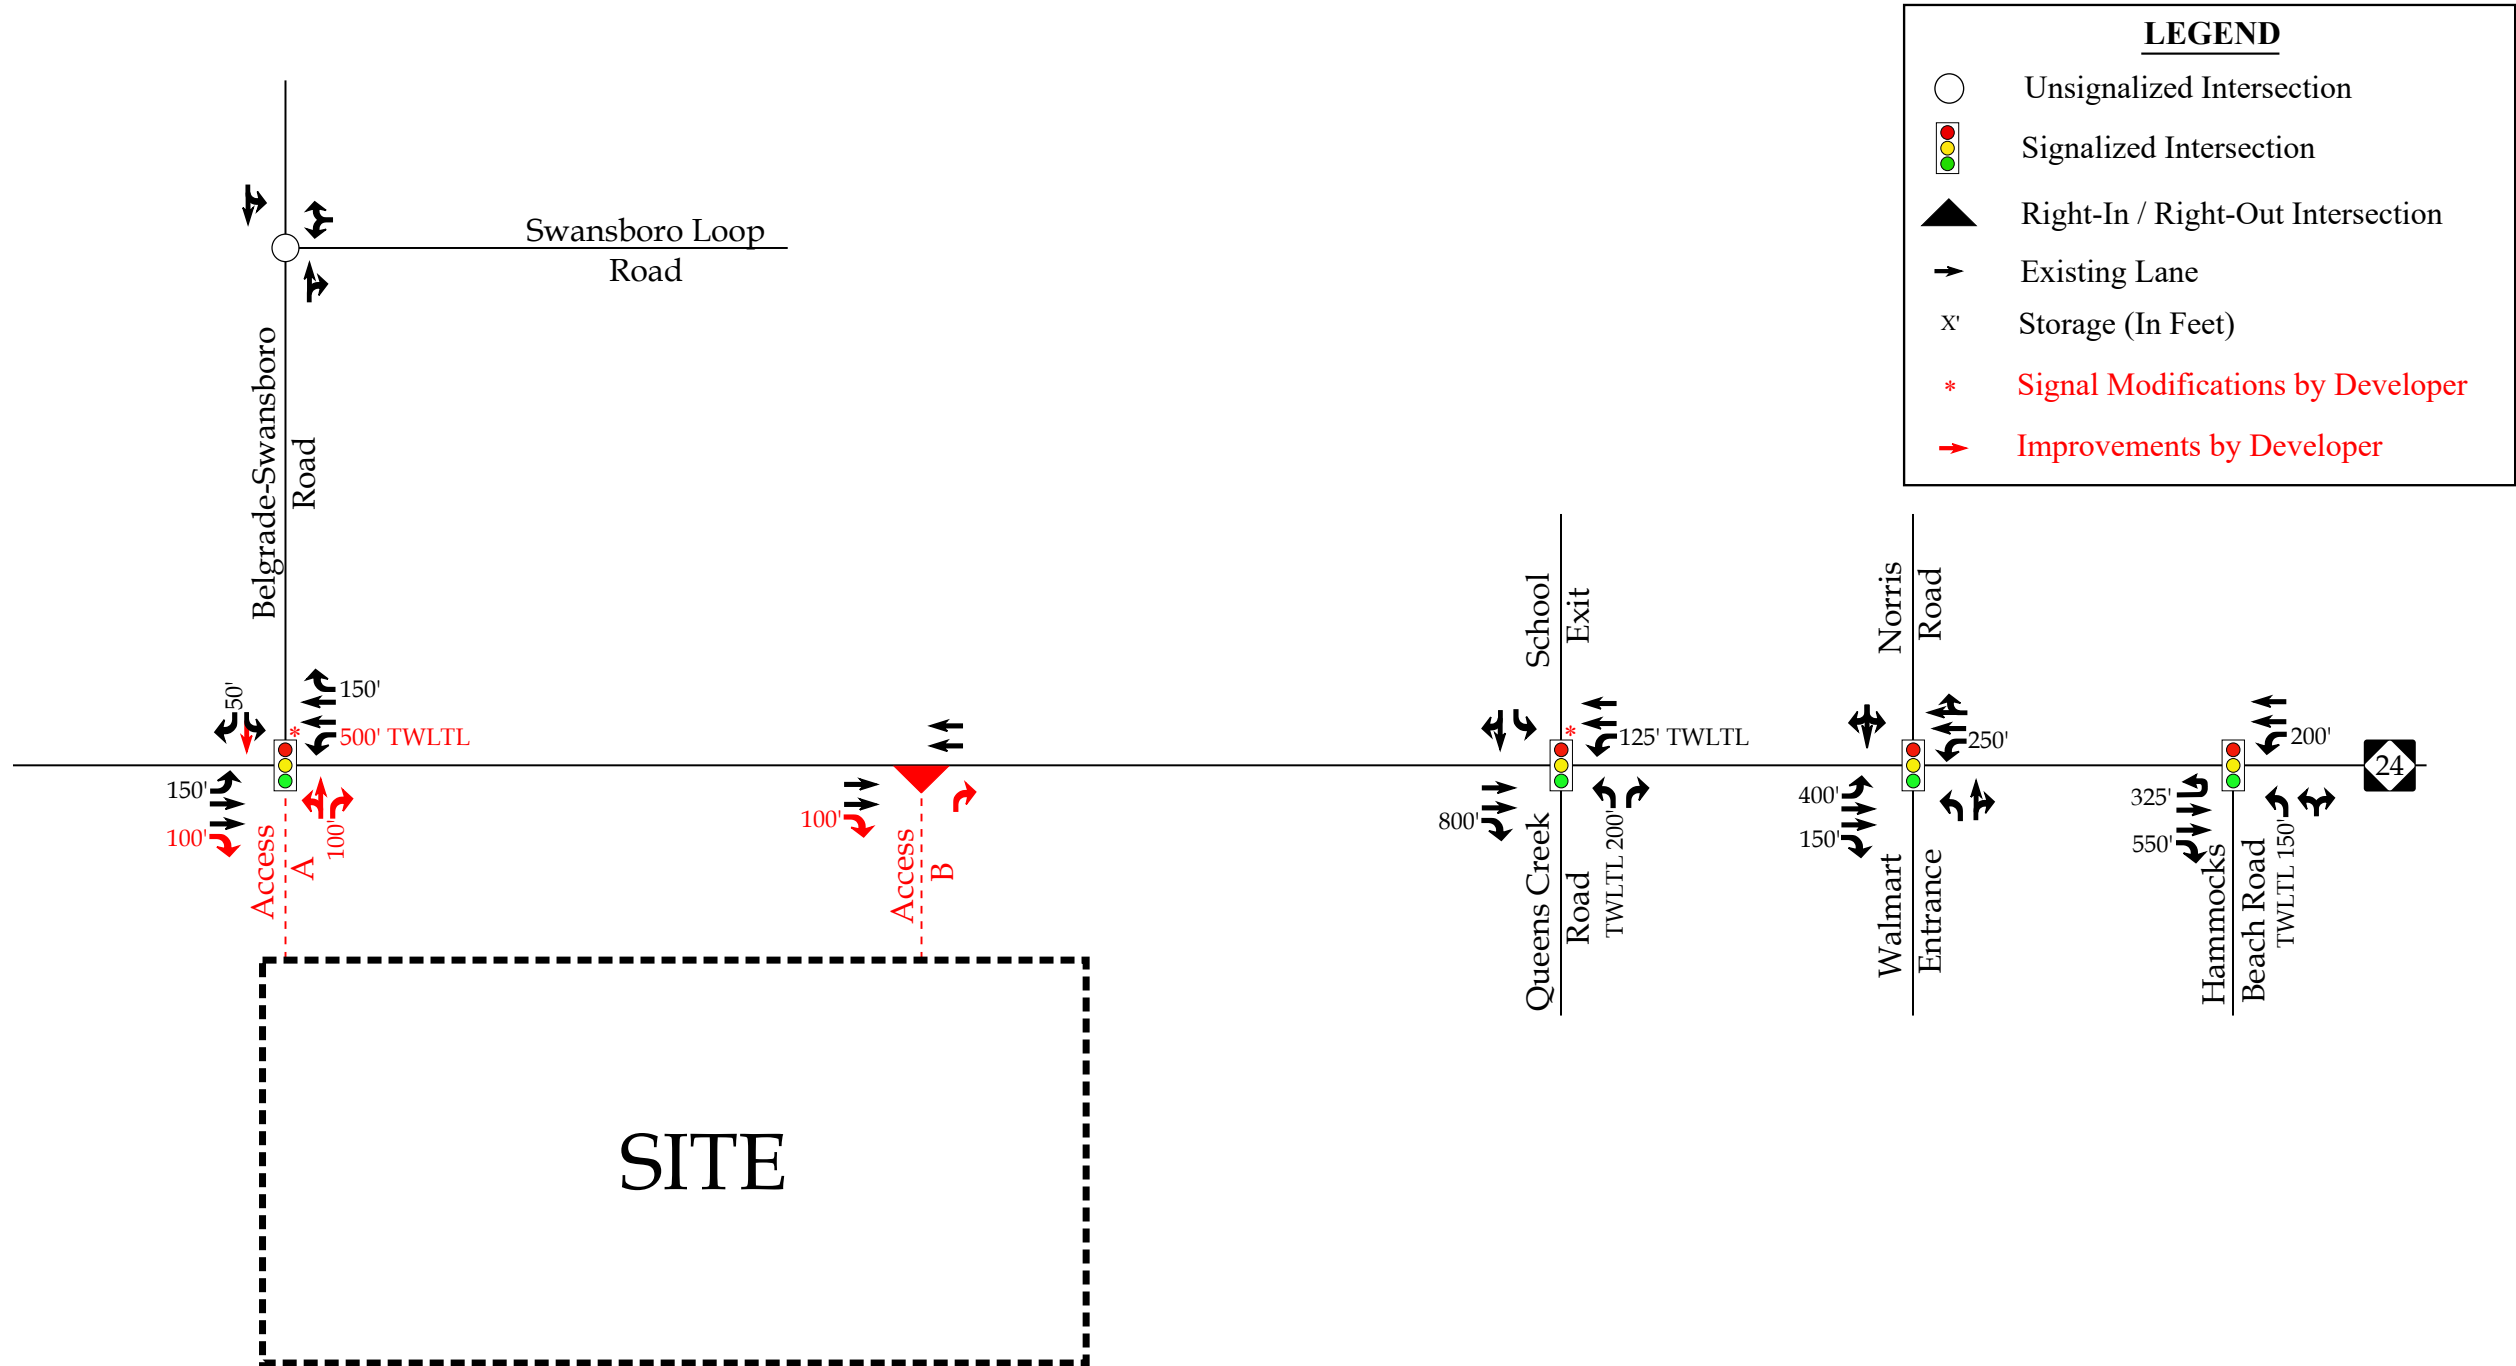 LEGEND
Unsignalized Intersection
Signalized Intersection
Right-In / Right-Out Intersection
Existing Lane
X' Storage (In Feet)
* Signal Modifications by Developer
Improvements by Developer
Swansboro Loop
Road
Belgrade-Swansboro
Road
50'
150'
*
500' TWLTL
150'
100'
100'
Access
A
100'
Access
B
School
Exit
*
125' TWLTL
800'
Queens Creek
Road
TWLTL 200'
Norris
Road
250'
400'
150'
Walmart
Entrance
200'
325'
550'
Hammocks
Beach Road
TWLTL 150'
24
SITE